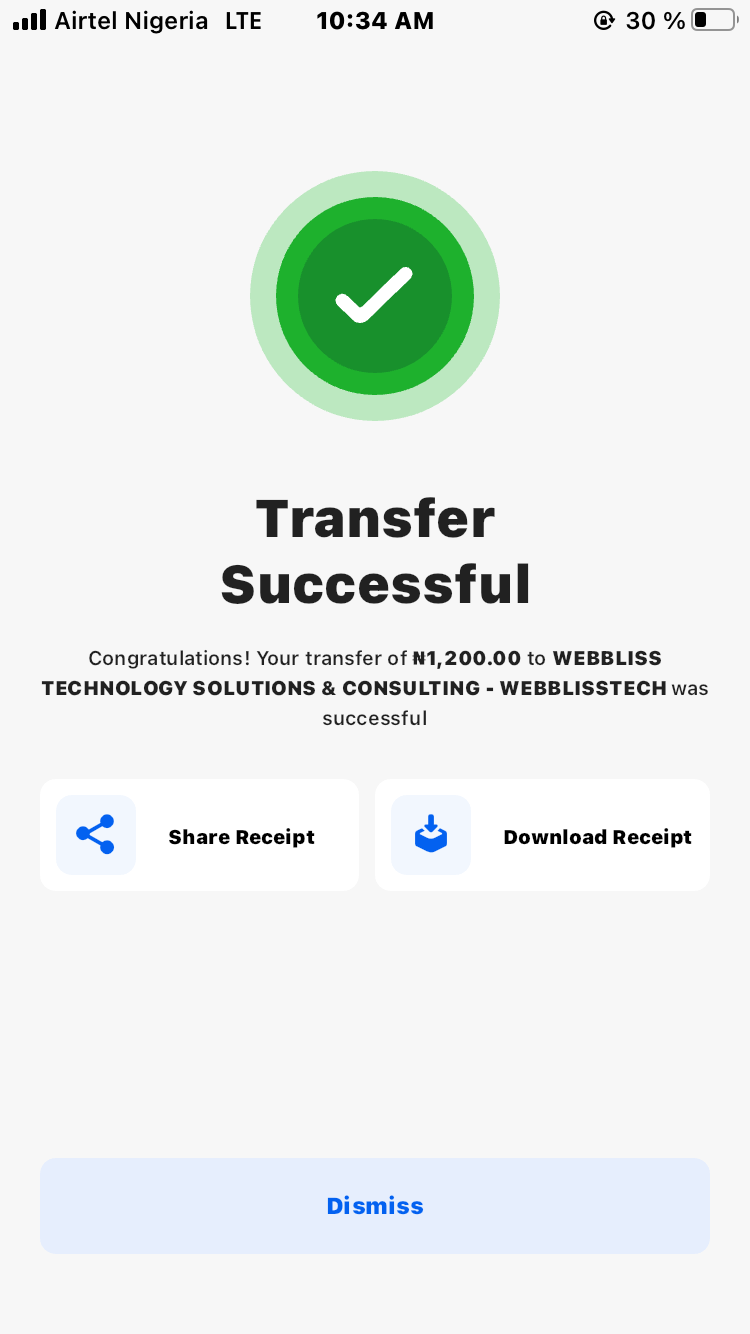 Airtel Nigeria LTE 10:34 AM 30 %
Transfer
Successful
Congratulations! Your transfer of ₦1,200.00 to WEBBLISS
TECHNOLOGY SOLUTIONS & CONSULTING - WEBBLISSTECH was
successful
Share Receipt Download Receipt
Dismiss